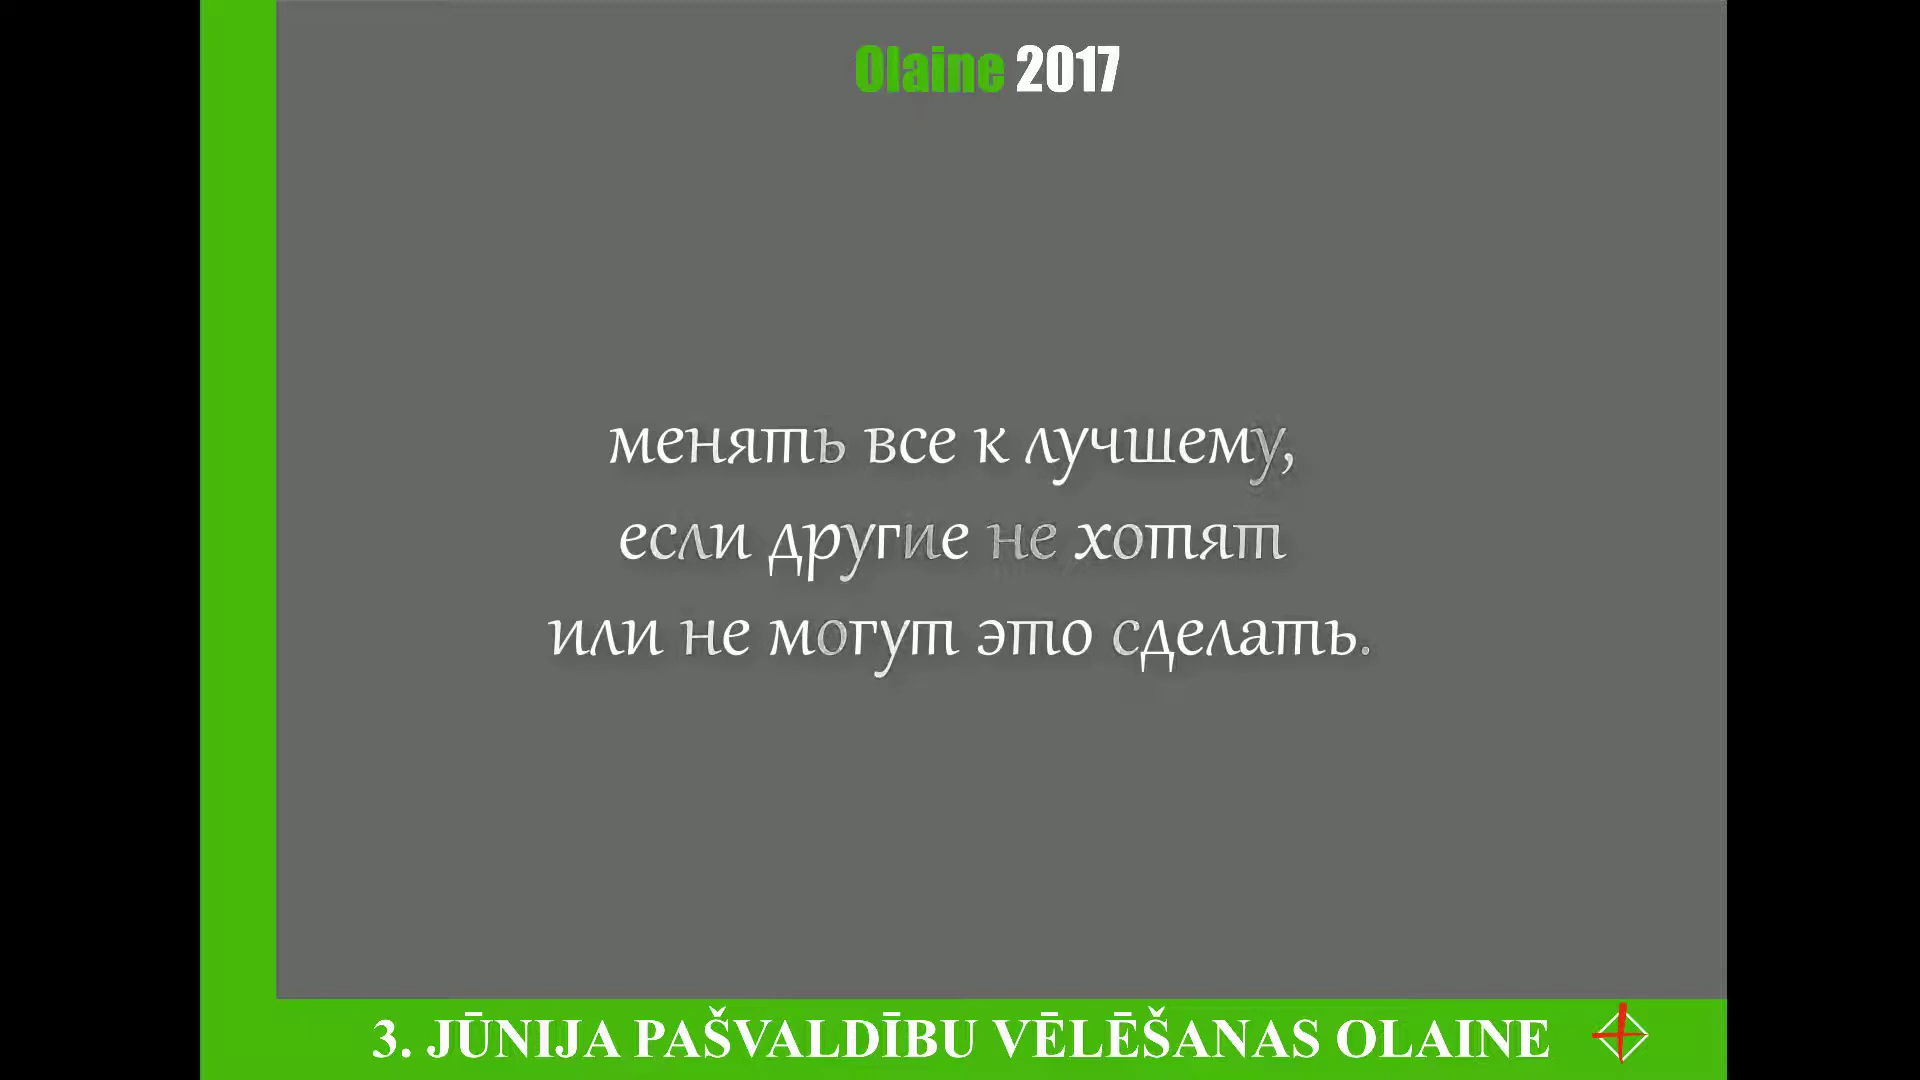 Olaine 2017
менять все к лучшему,
если другие не хотят
или не могут это сделать.
3. JŪNIJA PAŠVALDĪBU VĒLĒŠANAS OLAINE